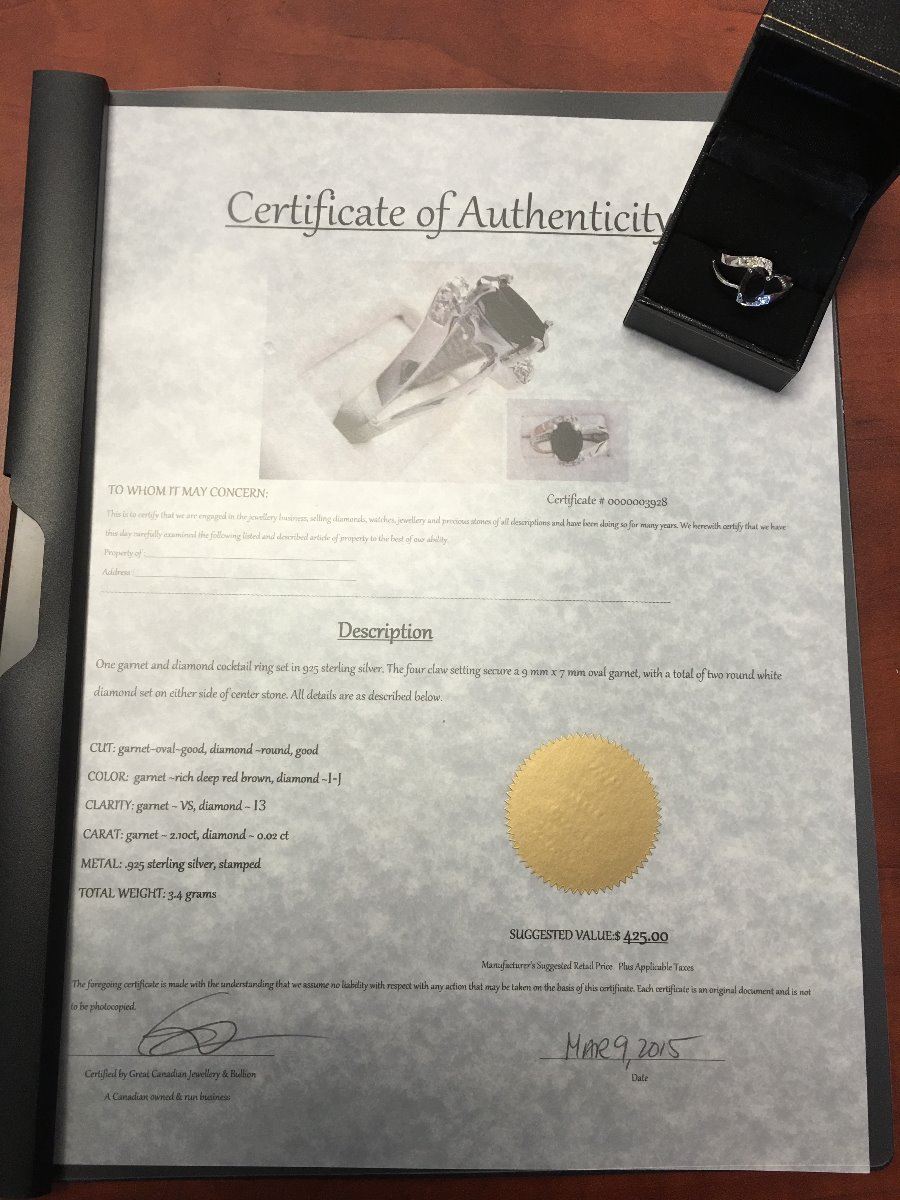 Certificate of Authenticity
TO WHOM IT MAY CONCERN:
Certificate # 0000003928
This is to certify that we are engaged in the jewellery business, selling diamonds, watches, jewellery and precious stones of all descriptions and have been doing so for many years. We herewith certify that we have
this day carefully examined the following listed and described article of property to the best of our ability.
Property of:
Address:
Description
One garnet and diamond cocktail ring set in 925 sterling silver. The four claw setting secure a 9 mm x 7 mm oval garnet, with a total of two round white
diamond set on either side of center stone. All details are as described below.
CUT: garnet~oval~good, diamond ~round, good
COLOR: garnet ~rich deep red brown, diamond ~I-J
CLARITY: garnet ~ VS, diamond ~ I3
CARAT: garnet ~ 2.10ct, diamond ~ 0.02 ct
METAL: .925 sterling silver, stamped
TOTAL WEIGHT: 3.4 grams
SUGGESTED VALUE:$ 425.00
Manufacturer's Suggested Retail Price Plus Applicable Taxes
The foregoing certificate is made with the understanding that we assume no liability with respect with any action that may be taken on the basis of this certificate. Each certificate is an original document and is not
to be photocopied.
MAR 9, 2015
Certified by Great Canadian Jewellery & Bullion
Date
A Canadian owned & run business